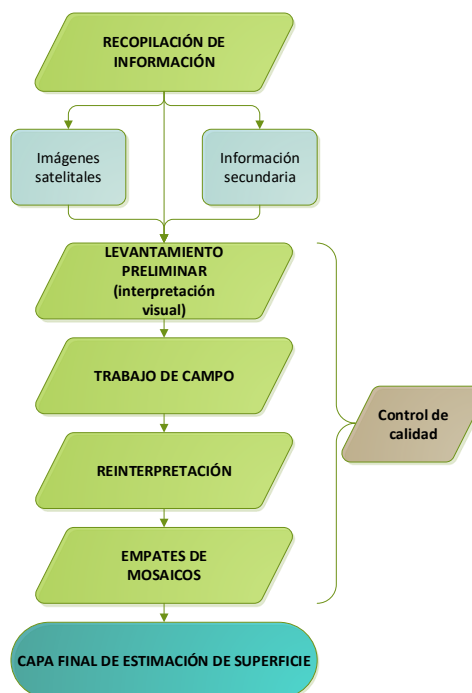 RECOPILACIÓN DE
INFORMACIÓN
Imágenes
satelitales
Información
secundaria
LEVANTAMIENTO
PRELIMINAR
(interpretación
visual)
TRABAJO DE CAMPO
Control de
calidad
REINTERPRETACIÓN
EMPATES DE
MOSAICOS
CAPA FINAL DE ESTIMACIÓN DE SUPERFICIE